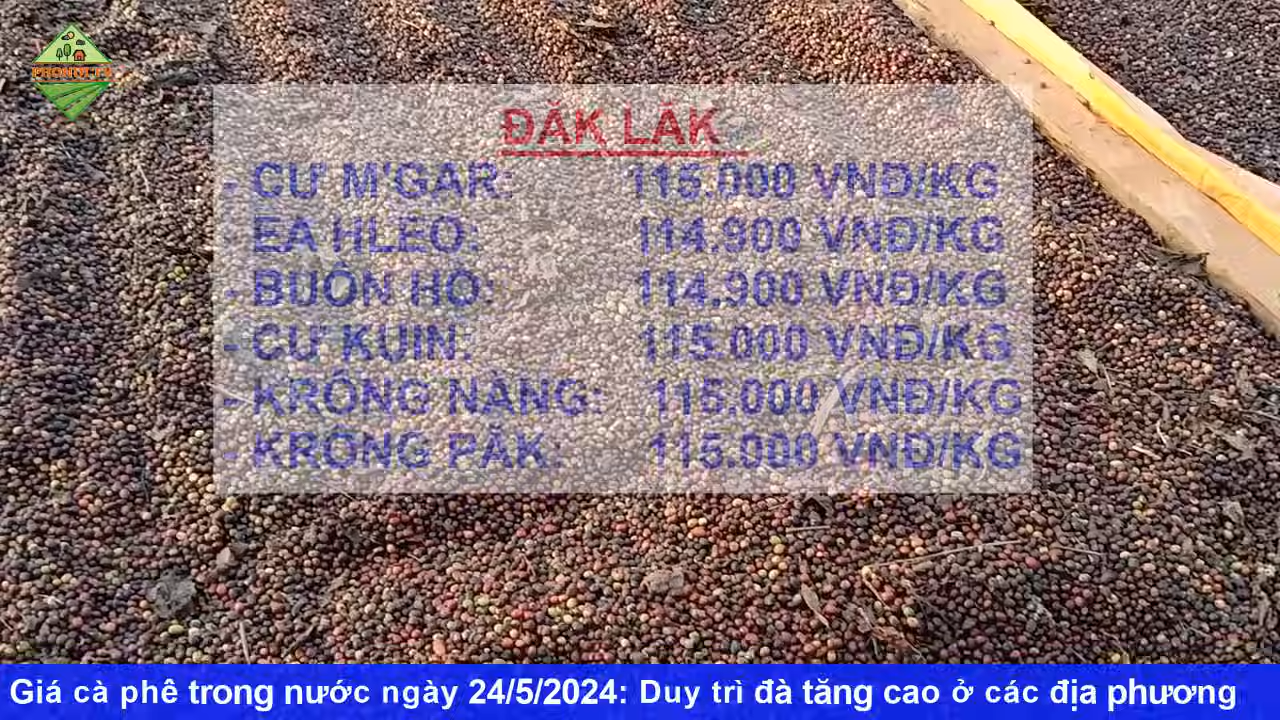 PHONUI TV
ĐĂK LĂK
- CƯ M'GAR: 115.000 VNĐ/KG
- EA HLEO: 114.900 VNĐ/KG
- BUÔN HỒ: 114.900 VNĐ/KG
- CƯ KUIN: 115.000 VNĐ/KG
- KRÔNG NĂNG: 115.000 VNĐ/KG
- KRÔNG PĂK: 115.000 VNĐ/KG
Giá cà phê trong nước ngày 24/5/2024: Duy trì đà tăng cao ở các địa phương